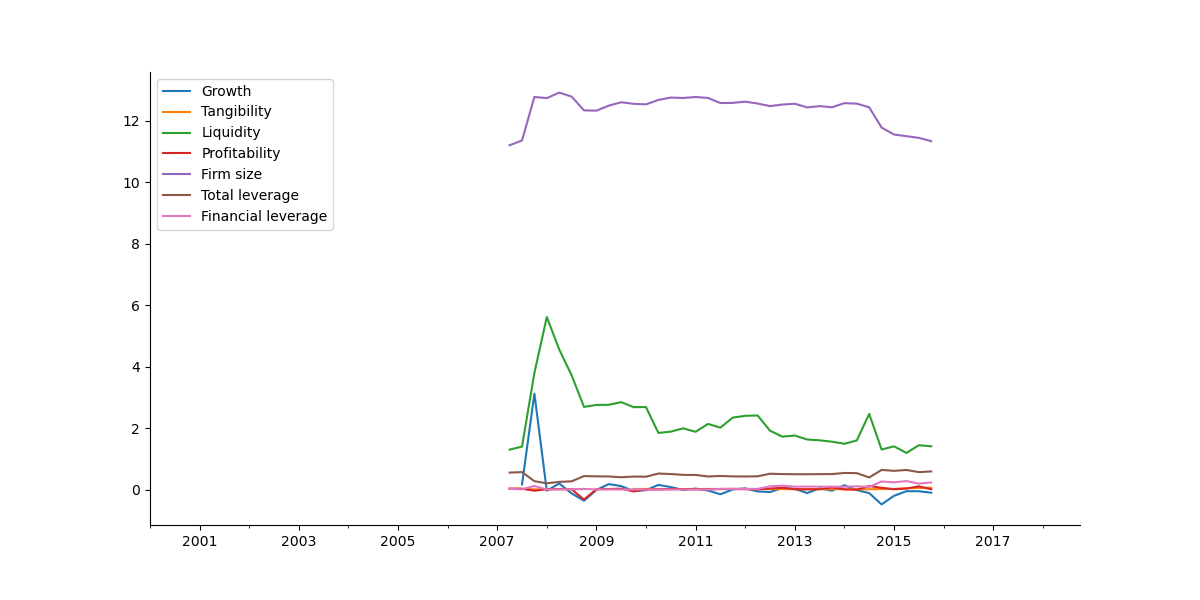 Growth
Tangibility
Liquidity
Profitability
Firm size
Total leverage
Financial leverage
12
10
8
6
4
2
0
2001 2003 2005 2007 2009 2011 2013 2015 2017